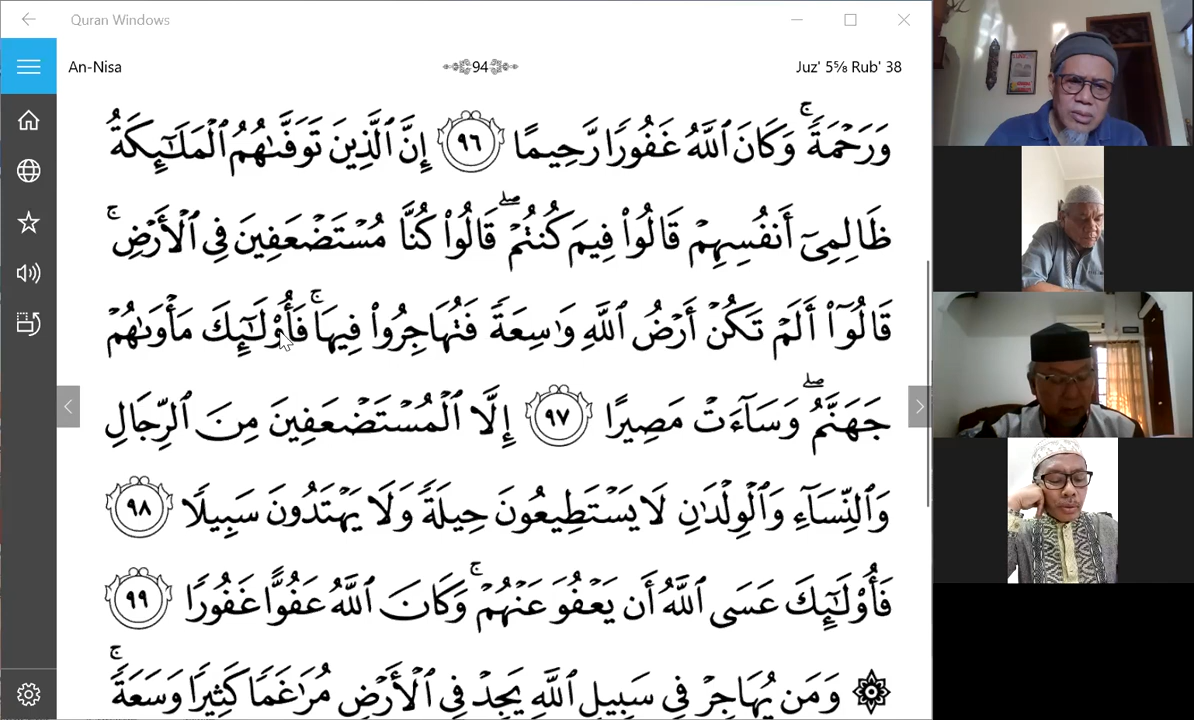 Quran Windows
An-Nisa
94
Juz' 5⅝ Rub' 38
وَرَحْمَةً ۚ وَكَانَ ٱللَّهُ غَفُورًا رَّحِيمًا ٩٦ إِنَّ ٱلَّذِينَ تَوَفَّىٰهُمُ ٱلْمَلَـٰٓئِكَةُ
ظَالِمِىٓ أَنفُسِهِمْ قَالُوا۟ فِيمَ كُنتُمْ ۖ قَالُوا۟ كُنَّا مُسْتَضْعَفِينَ فِى ٱلْأَرْضِ ۚ
قَالُوٓا۟ أَلَمْ تَكُنْ أَرْضُ ٱللَّهِ وَٰسِعَةً فَتُهَاجِرُوا۟ فِيهَا ۚ فَأُو۟لَـٰٓئِكَ مَأْوَىٰهُمْ
جَهَنَّمُ ۖ وَسَآءَتْ مَصِيرًا ٩٧ إِلَّا ٱلْمُسْتَضْعَفِينَ مِنَ ٱلرِّجَالِ
وَٱلنِّسَآءِ وَٱلْوِلْدَٰنِ لَا يَسْتَطِيعُونَ حِيلَةً وَلَا يَهْتَدُونَ سَبِيلًا ٩٨
فَأُو۟لَـٰٓئِكَ عَسَى ٱللَّهُ أَن يَعْفُوَ عَنْهُمْ ۚ وَكَانَ ٱللَّهُ عَفُوًّا غَفُورًا ٩٩
۞ وَمَن يُهَاجِرْ فِى سَبِيلِ ٱللَّهِ يَجِدْ فِى ٱلْأَرْضِ مُرَٰغَمًا كَثِيرًا وَسَعَةً ۚ